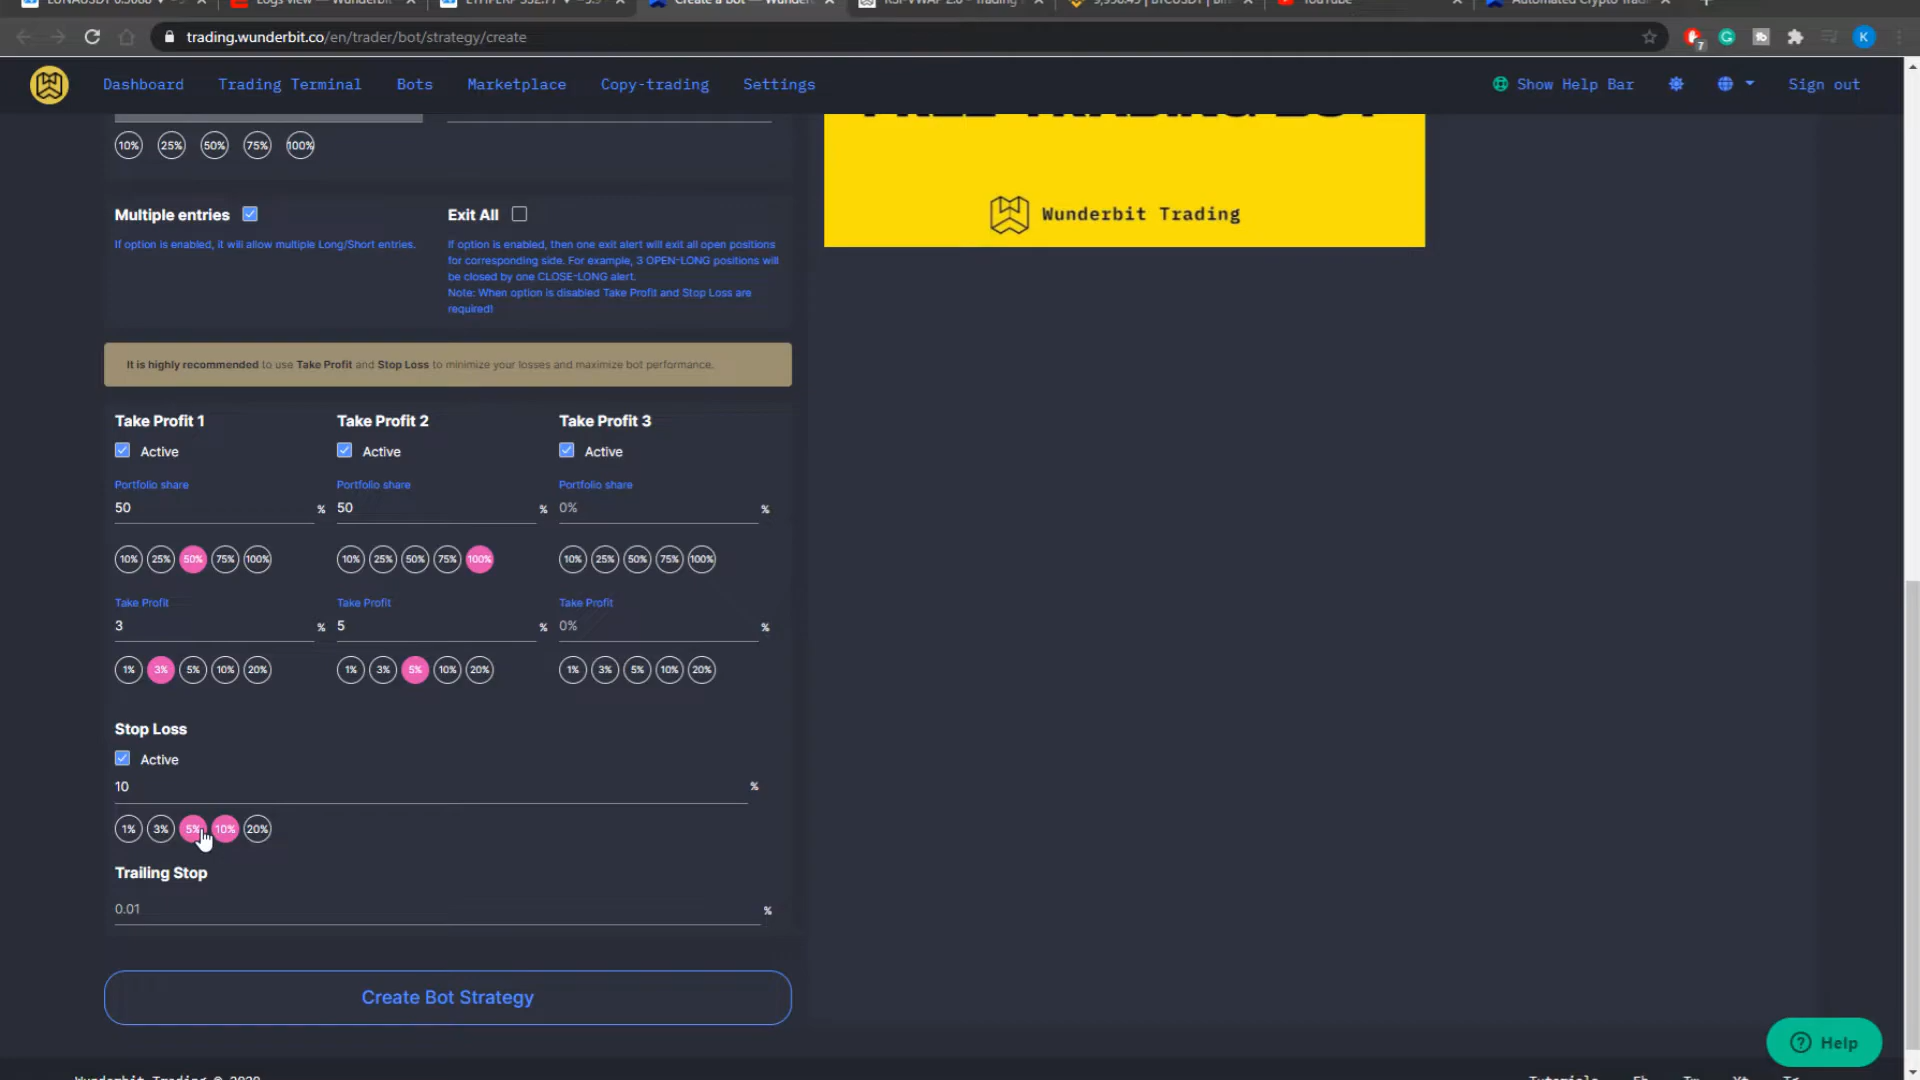 trading.wunderbit.co/en/trader/bot/strategy/create
7
K
Dashboard Trading Terminal Bots Marketplace Copy-trading Settings Show Help Bar Sign out
FREE TRADING BOT
Wunderbit Trading
10% 25% 50% 75% 100%
Multiple entries
If option is enabled, it will allow multiple Long/Short entries.
Exit All
If option is enabled, then one exit alert will exit all open positions
for corresponding side. For example, 3 OPEN-LONG positions will
be closed by one CLOSE-LONG alert.
Note: When option is disabled Take Profit and Stop Loss are
required!
It is highly recommended to use Take Profit and Stop Loss to minimize your losses and maximize bot performance.
Take Profit 1 Take Profit 2 Take Profit 3
Active Active Active
Portfolio share Portfolio share Portfolio share
50 % 50 % 0% %
10% 25% 50% 75% 100% 10% 25% 50% 75% 100% 10% 25% 50% 75% 100%
Take Profit Take Profit Take Profit
3 % 5 % 0% %
1% 3% 5% 10% 20% 1% 3% 5% 10% 20% 1% 3% 5% 10% 20%
Stop Loss
Active
10 %
1% 3% 5% 10% 20%
Trailing Stop
0.01 %
Create Bot Strategy
Help